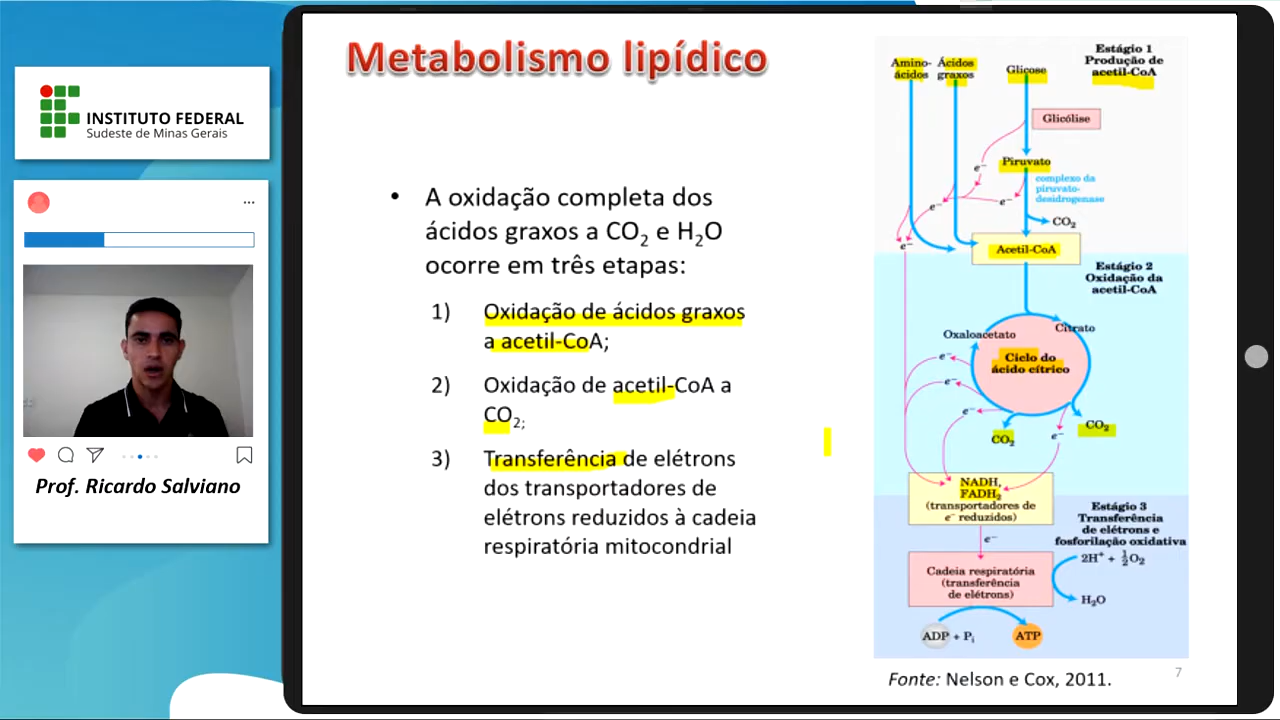 INSTITUTO FEDERAL
Sudeste de Minas Gerais
Prof. Ricardo Salviano
Metabolismo lipídico
• A oxidação completa dos
ácidos graxos a CO₂ e H₂O
ocorre em três etapas:
1) Oxidação de ácidos graxos
a acetil-CoA;
2) Oxidação de acetil-CoA a
CO₂;
3) Transferência de elétrons
dos transportadores de
elétrons reduzidos à cadeia
respiratória mitocondrial
Estágio 1
Produção de
acetil-CoA
Amino-
ácidos
Ácidos
graxos
Glicose
Glicólise
e⁻
Piruvato
complexo da
piruvato-
desidrogenase
e⁻
e⁻
CO₂
e⁻
Acetil-CoA
Estágio 2
Oxidação da
acetil-CoA
Oxaloacetato
Citrato
e⁻
Ciclo do
ácido cítrico
e⁻
e⁻
CO₂
e⁻
CO₂
NADH,
FADH₂
(transportadores de
e⁻ reduzidos)
Estágio 3
Transferência
de elétrons e
fosforilação oxidativa
e⁻
2H⁺ + ½O₂
Cadeia respiratória
(transferência
de elétrons)
H₂O
ADP + Pᵢ
ATP
Fonte: Nelson e Cox, 2011.
7